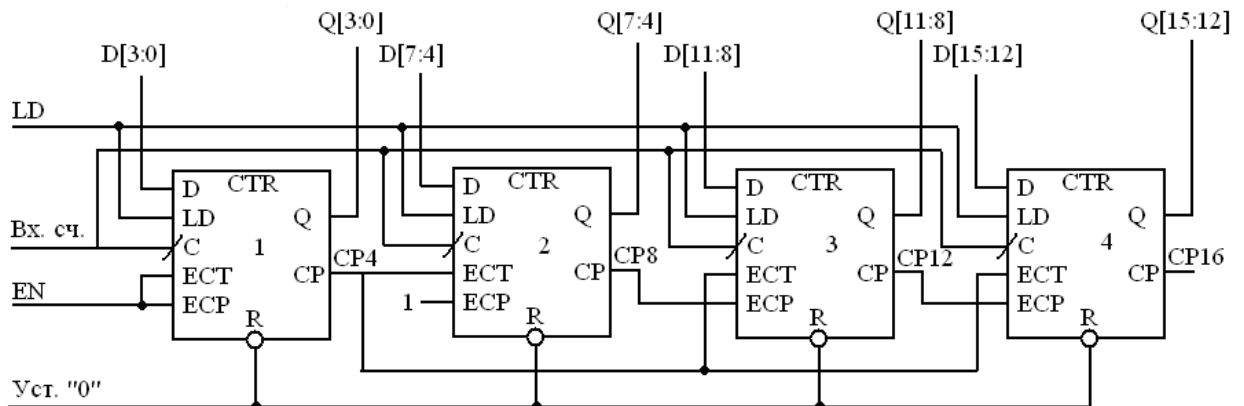 Q[3:0] Q[7:4] Q[11:8] Q[15:12]
D[3:0] D[7:4] D[11:8] D[15:12]
LD
D CTR D CTR D CTR D CTR
LD Q LD Q LD Q LD Q
Вх. сч. C 1 C 2 C 3 C 4
ECT CP CP4 ECT CP CP8 ECT CP CP12 ECT CP CP16
EN ECP 1 ECP ECP ECP
R R R R
Уст. "0"